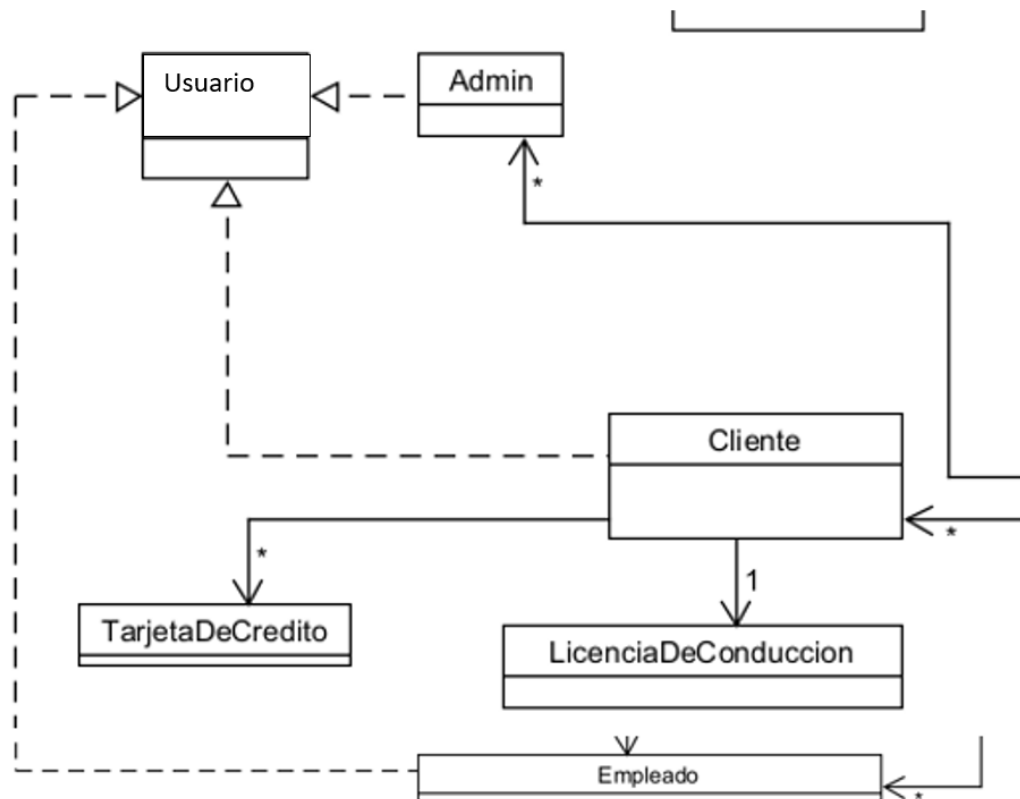 Usuario
Admin
*
Cliente
*
*
1
TarjetaDeCredito
LicenciaDeConduccion
Empleado
*